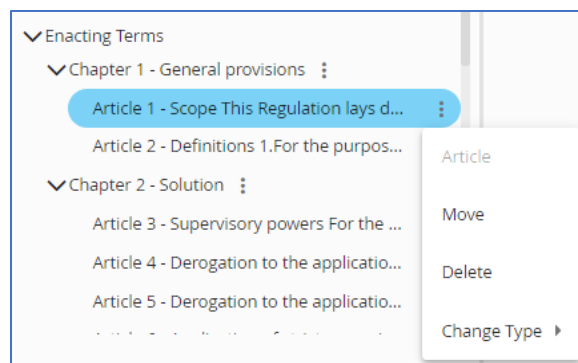 Enacting Terms
Chapter 1 - General provisions
Article 1 - Scope This Regulation lays d...
Article 2 - Definitions 1.For the purpos...
Chapter 2 - Solution
Article 3 - Supervisory powers For the ...
Article 4 - Derogation to the applicatio...
Article 5 - Derogation to the applicatio...
Article
Move
Delete
Change Type